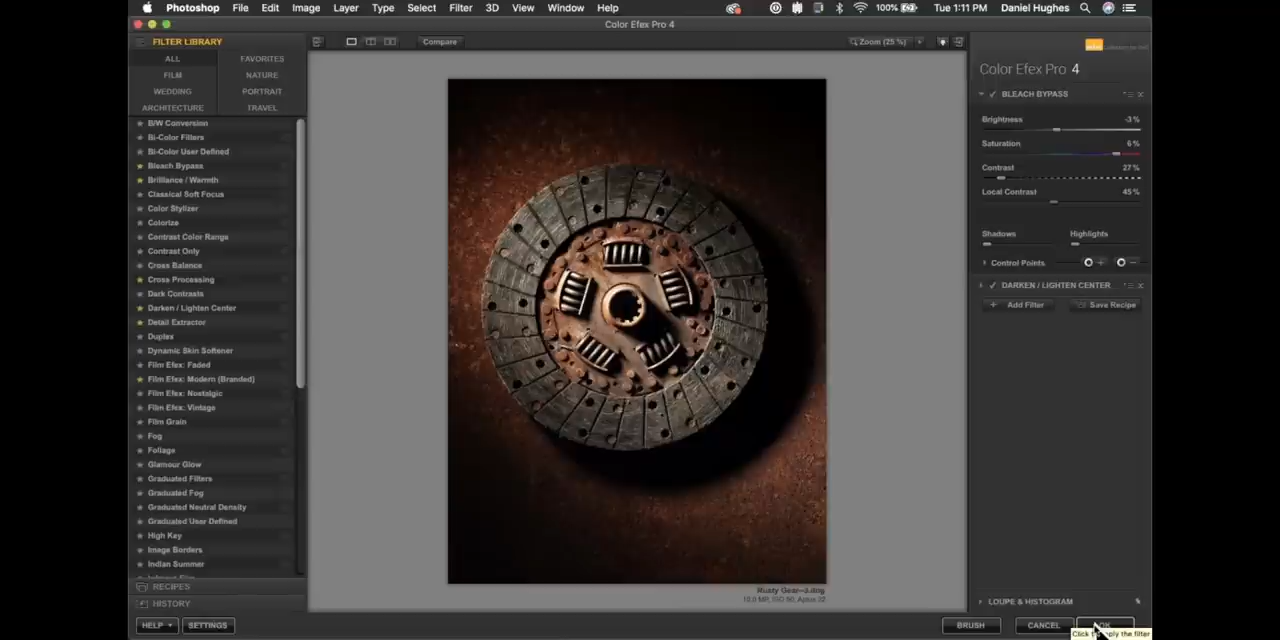 Photoshop File Edit Image Layer Type Select Filter 3D View Window Help 100% Tue 1:11 PM Daniel Hughes
Color Efex Pro 4
FILTER LIBRARY
Compare
Zoom (25 %)
ALL FAVORITES
FILM NATURE
WEDDING PORTRAIT
ARCHITECTURE TRAVEL
B/W Conversion
Bi-Color Filters
Bi-Color User Defined
Bleach Bypass
Brilliance / Warmth
Classical Soft Focus
Color Stylizer
Colorize
Contrast Color Range
Contrast Only
Cross Balance
Cross Processing
Dark Contrasts
Darken / Lighten Center
Detail Extractor
Duplex
Dynamic Skin Softener
Film Efex: Faded
Film Efex: Modern (Branded)
Film Efex: Nostalgic
Film Efex: Vintage
Film Grain
Fog
Foliage
Glamour Glow
Graduated Filters
Graduated Fog
Graduated Neutral Density
Graduated User Defined
High Key
Image Borders
Indian Summer
RECIPES
HISTORY
HELP SETTINGS
Rusty Gear-3.dng
Color Efex Pro 4
BLEACH BYPASS
Brightness -3 %
Saturation 6 %
Contrast 27 %
Local Contrast 45 %
Shadows Highlights
Control Points
DARKEN / LIGHTEN CENTER
Add Filter Save Recipe
LOUPE & HISTOGRAM
BRUSH CANCEL OK